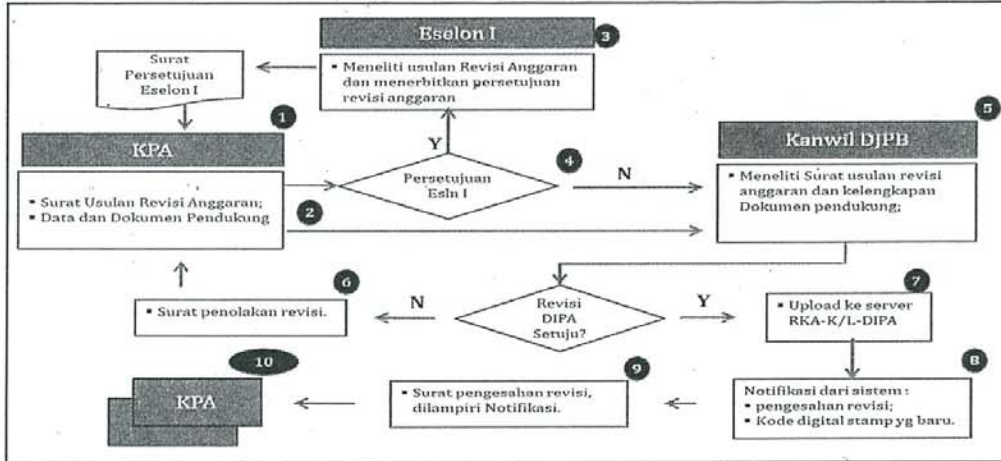 Eselon I
3
Surat
Persetujuan
Eselon I
▪ Meneliti usulan Revisi Anggaran
dan menerbitkan persetujuan
revisi anggaran
1
KPA
▪ Surat Usulan Revisi Anggaran;
▪ Data dan Dokumen Pendukung
2
Y
Persetujuan
Esln I
4
N
5
Kanwil DJPB
▪ Meneliti Surat usulan revisi
anggaran dan kelengkapan
Dokumen pendukung;
6
▪ Surat penolakan revisi.
N
Revisi
DIPA
Setuju?
Y
7
▪ Upload ke server
RKA-K/L-DIPA
8
Notifikasi dari sistem :
▪ pengesahan revisi;
▪ Kode digital stamp yg baru.
9
▪ Surat pengesahan revisi,
dilampiri Notifikasi.
10
KPA